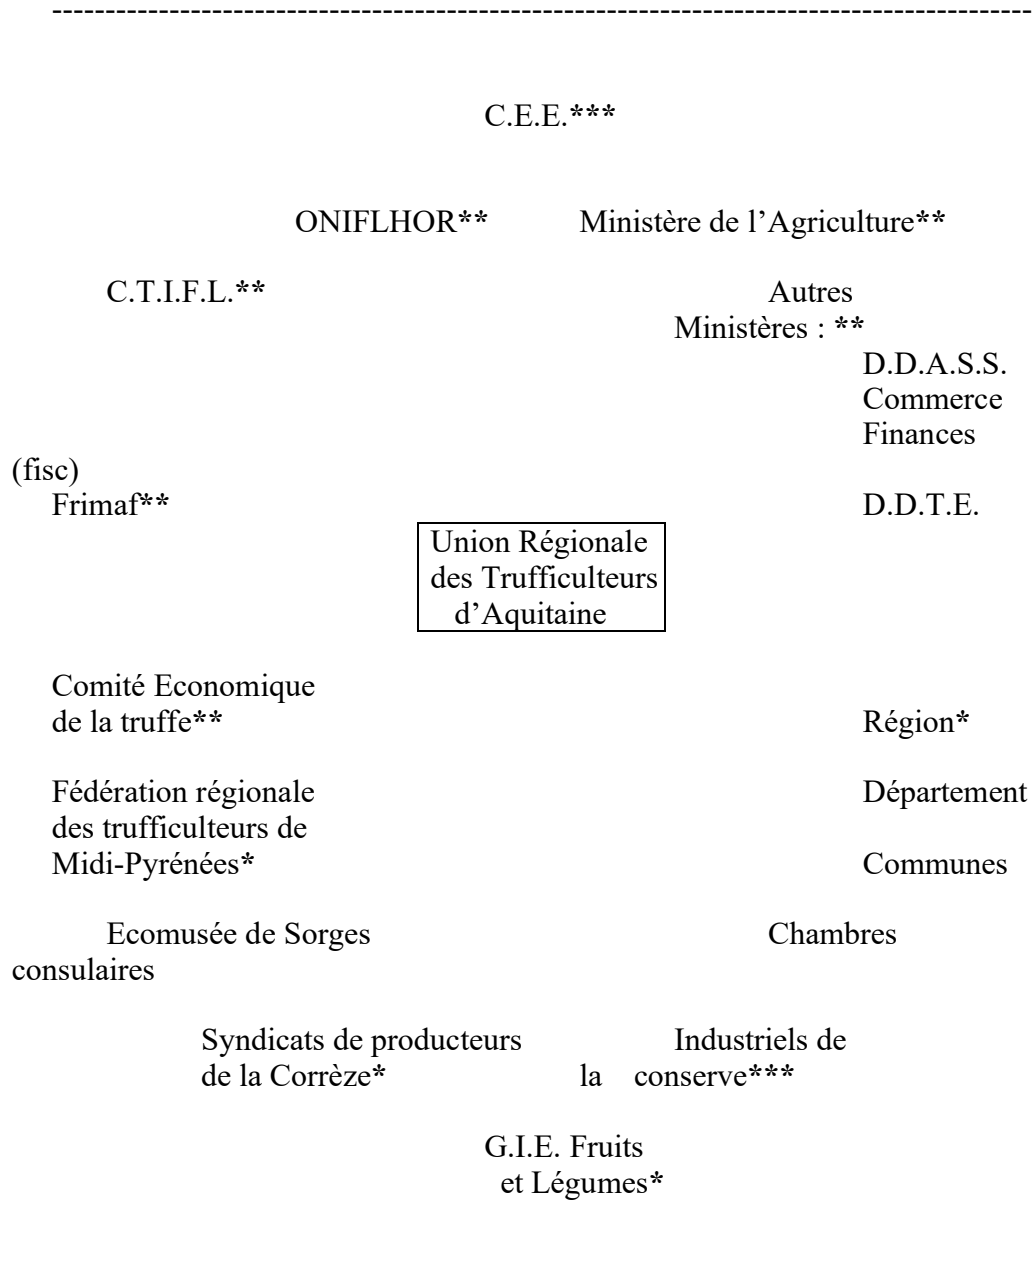 --------------------------------------------------------------------------------------------
C.E.E.***
ONIFLHOR** Ministère de l’Agriculture**
C.T.I.F.L.** Autres
Ministères : **
D.D.A.S.S.
Commerce
Finances
(fisc)
Frimaf** D.D.T.E.
Union Régionale
des Trufficulteurs
d’Aquitaine
Comité Economique
de la truffe** Région*
Fédération régionale Département
des trufficulteurs de
Midi-Pyrénées* Communes
Ecomusée de Sorges Chambres
consulaires
Syndicats de producteurs Industriels de
de la Corrèze* la conserve***
G.I.E. Fruits
et Légumes*